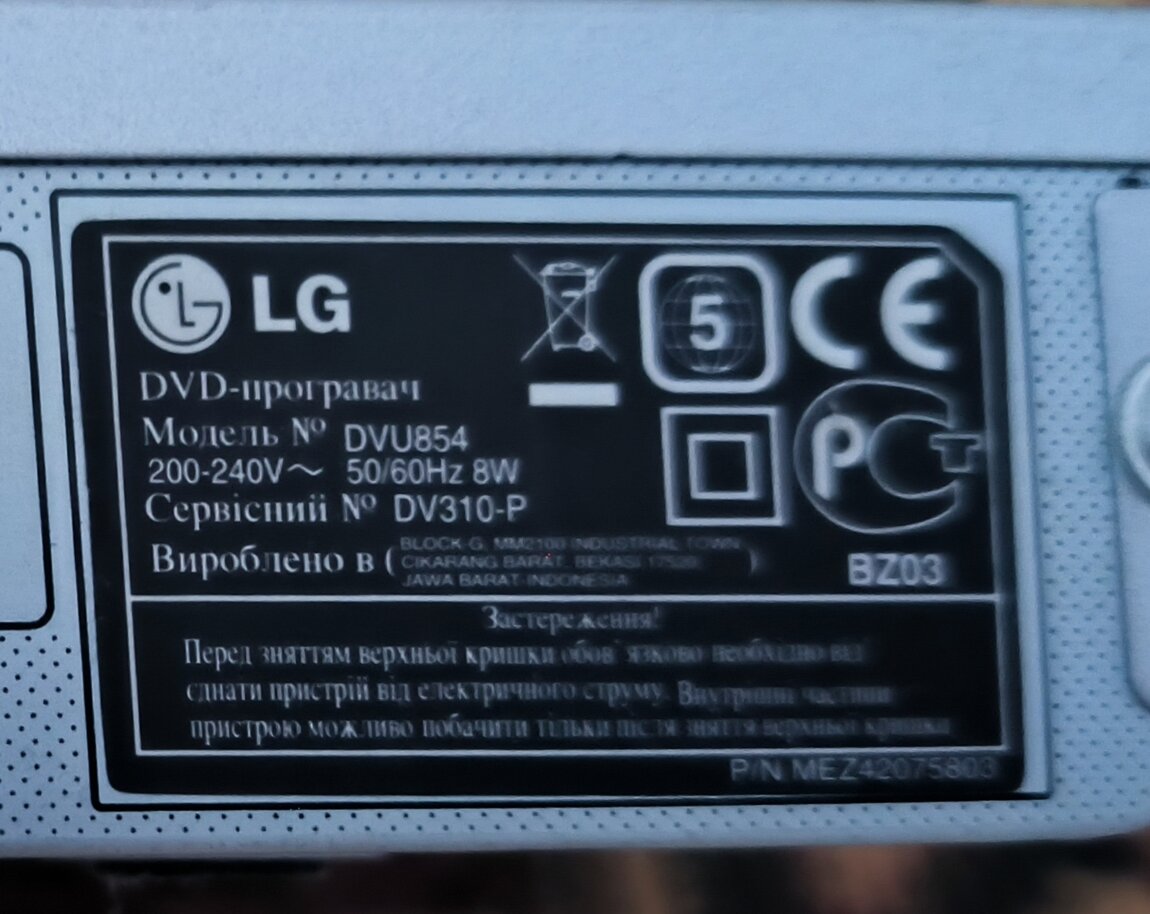 LG
5
CE
DVD-програвач
Модель № DVU854
200-240V~ 50/60Hz 8W
Сервісний № DV310-P
Вироблено в (
BLOCK-G, MM2100 INDUSTRIAL TOWN
CIKARANG BARAT, BEKASI
JAWA BARAT-INDONESIA
)
РСТ
BZ03
Застереження!
Перед зняттям верхньої кришки обов'язково необхідно від
єднати пристрій від електричного струму. Внутрішні частини
пристрою можливо побачити тільки після зняття верхньої кришки.
P/N MEZ42075803